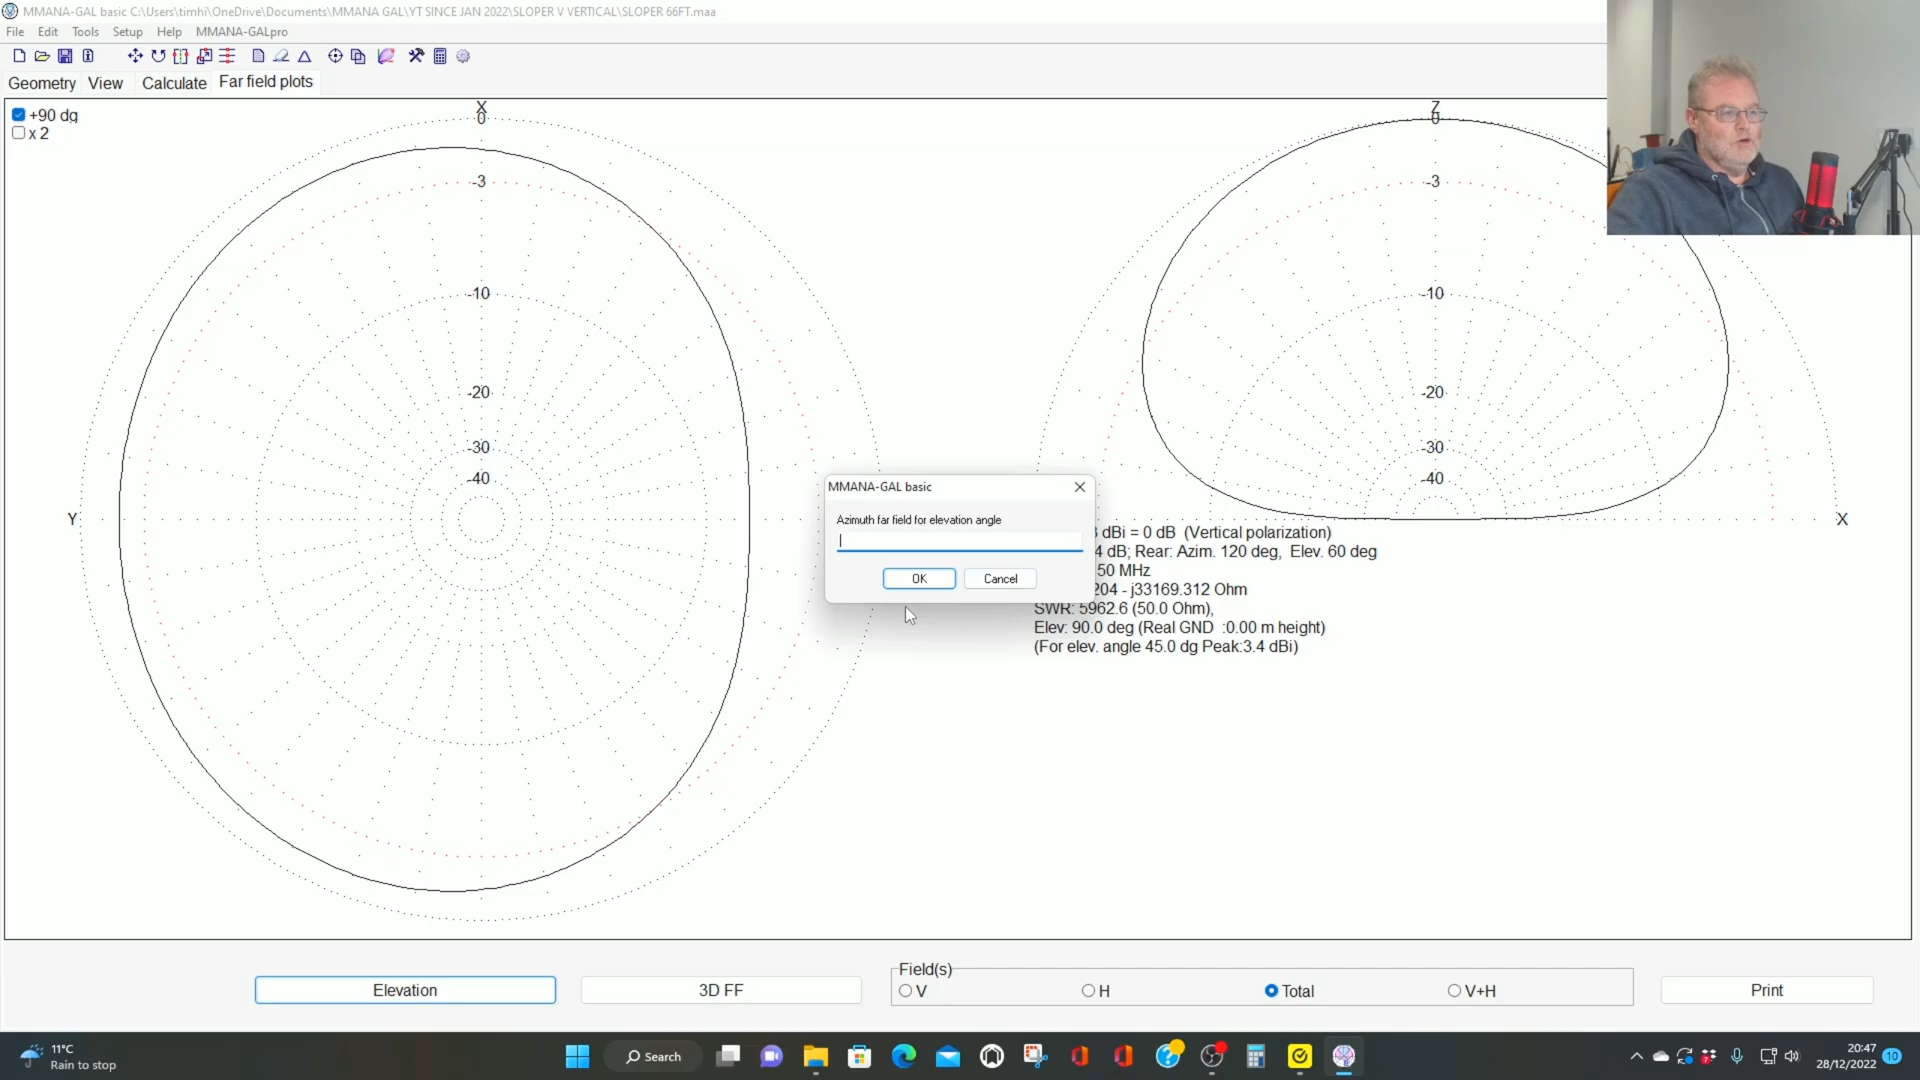 MMANA-GAL basic C:\Users\timhi\OneDrive\Documents\MMANA GAL\YT SINCE JAN 2022\SLOPER V VERTICAL\SLOPER 66FT.maa
File Edit Tools Setup Help MMANA-GALpro
Geometry View Calculate Far field plots
+90 dg
x 2
X
0
-3
-10
-20
-30
-40
Y
Z
0
-3
-10
-20
-30
-40
X
MMANA-GAL basic
Azimuth far field for elevation angle
OK Cancel
dBi = 0 dB (Vertical polarization)
4 dB; Rear: Azim. 120 deg, Elev. 60 deg
50 MHz
204 - j33169.312 Ohm
SWR: 5962.6 (50.0 Ohm),
Elev: 90.0 deg (Real GND :0.00 m height)
(For elev. angle 45.0 dg Peak:3.4 dBi)
Elevation
3D FF
Field(s)
V H Total V+H
Print
11°C
Rain to stop
Search
20:47
28/12/2022
10